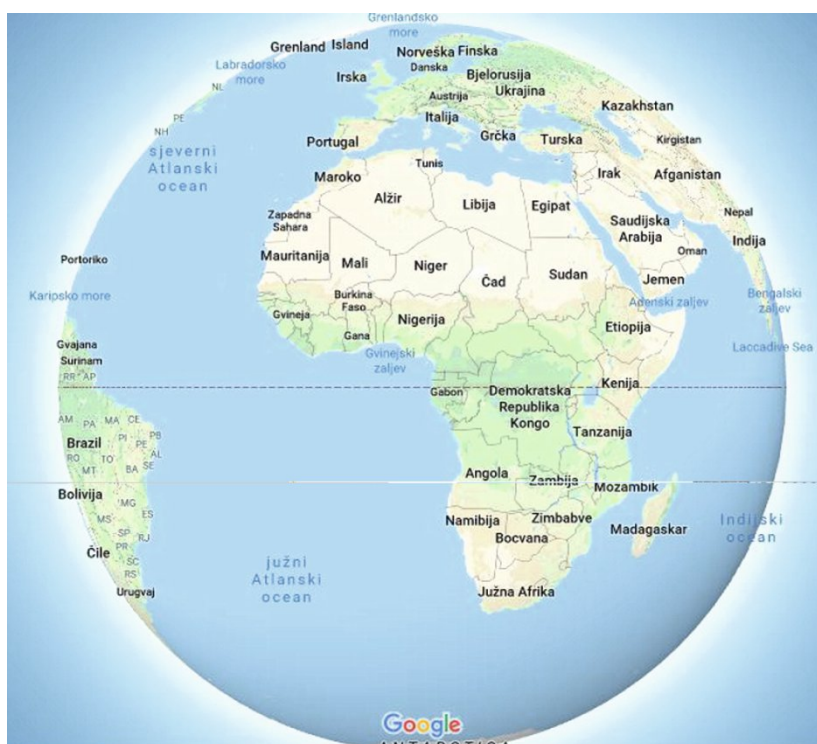 Grenlandsko
more
Grenland
Island
Norveška
Finska
Labradorsko
more
Irska
Danska
Bjelorusija
Ukrajina
NL
Austrija
Kazakhstan
PE
Italija
NH
Portugal
Grčka
Turska
Kirgistan
sjeverni
Atlanski
ocean
Tunis
Maroko
Irak
Afganistan
Alžir
Libija
Egipat
Zapadna
Sahara
Saudijska
Arabija
Nepal
Indija
Mauritanija
Oman
Portoriko
Mali
Niger
Čad
Sudan
Jemen
Karipsko more
Burkina
Faso
Adenski zaljev
Bengalski
zaljev
Gvineja
Nigerija
Etiopija
Gana
Gvinejski
zaljev
Laccadive Sea
Gvajana
Surinam
RR
AP
Kenija
Gabon
Demokratska
Republika
Kongo
AM
PA
MA
CE
Tanzanija
Brazil
PI
PE
PB
AL
RO
TO
MT
BA
SE
Angola
Zambija
Mozambik
Bolivija
MG
ES
MS
Namibija
Zimbabve
Indijski
ocean
Bocvana
Madagaskar
SP
RJ
PR
Čile
SC
RS
južni
Atlanski
ocean
Urugvaj
Južna Afrika
Google
ANTARCTICA